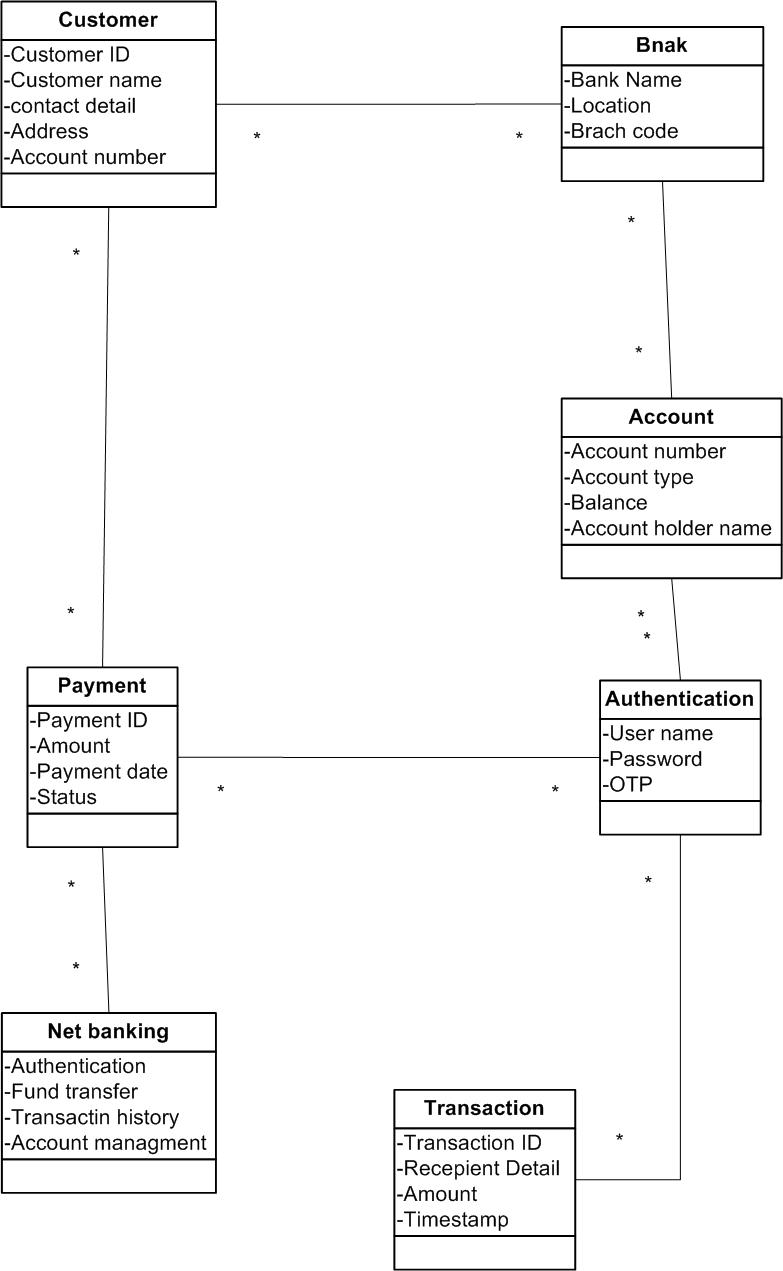 Customer
-Customer ID
-Customer name
-contact detail
-Address
-Account number
Bnak
-Bank Name
-Location
-Brach code
*
*
*
*
*
*
Account
-Account number
-Account type
-Balance
-Account holder name
*
*
Payment
-Payment ID
-Amount
-Payment date
-Status
Authentication
-User name
-Password
-OTP
*
*
*
*
*
*
Net banking
-Authentication
-Fund transfer
-Transactin history
-Account managment
Transaction
-Transaction ID
-Recepient Detail
-Amount
-Timestamp